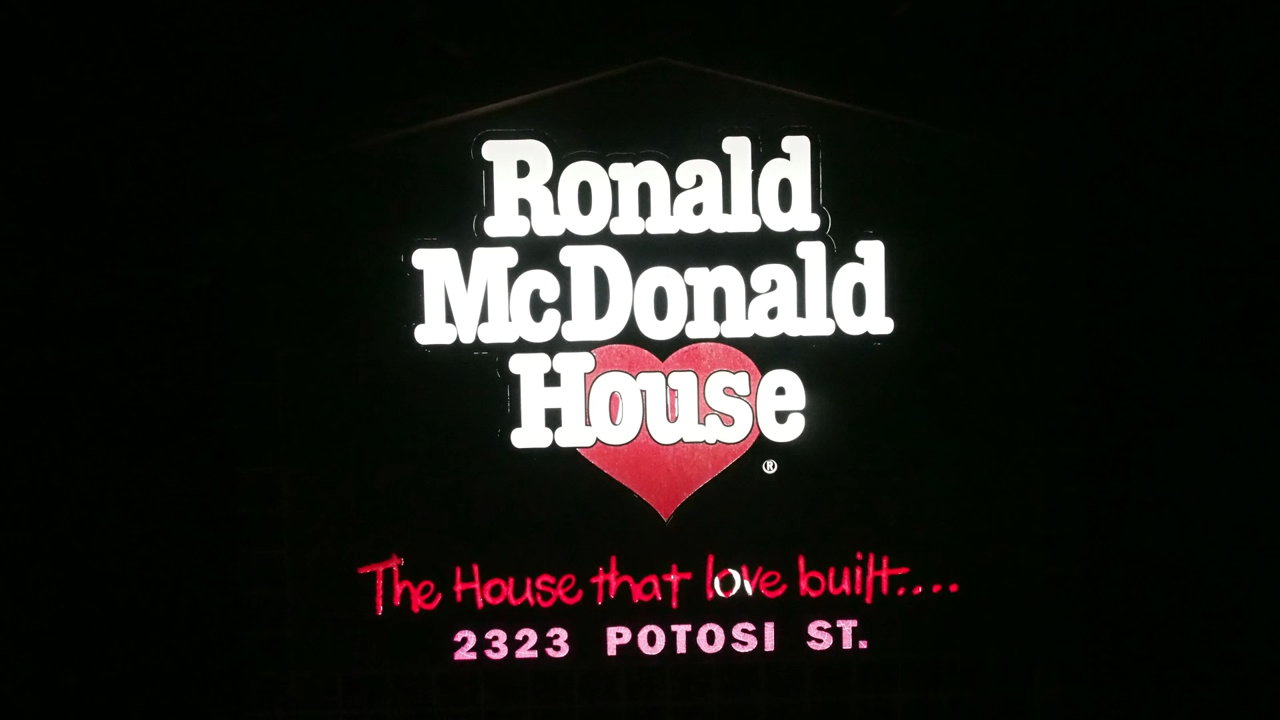 Ronald
McDonald
House
®
The House that love built....
2323 POTOSI ST.